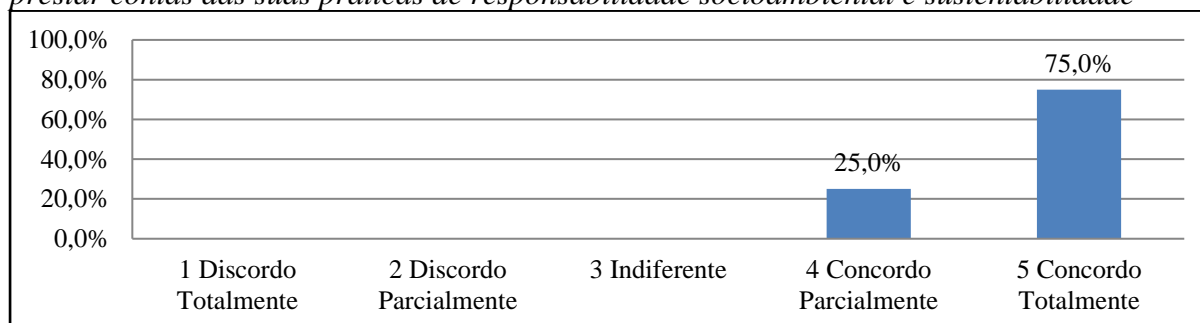 prestar contas das suas práticas de responsabilidade socioambiental e sustentabilidade
100,0%
80,0%
60,0%
40,0%
20,0%
0,0%
25,0%
75,0%
1 Discordo
Totalmente
2 Discordo
Parcialmente
3 Indiferente
4 Concordo
Parcialmente
5 Concordo
Totalmente